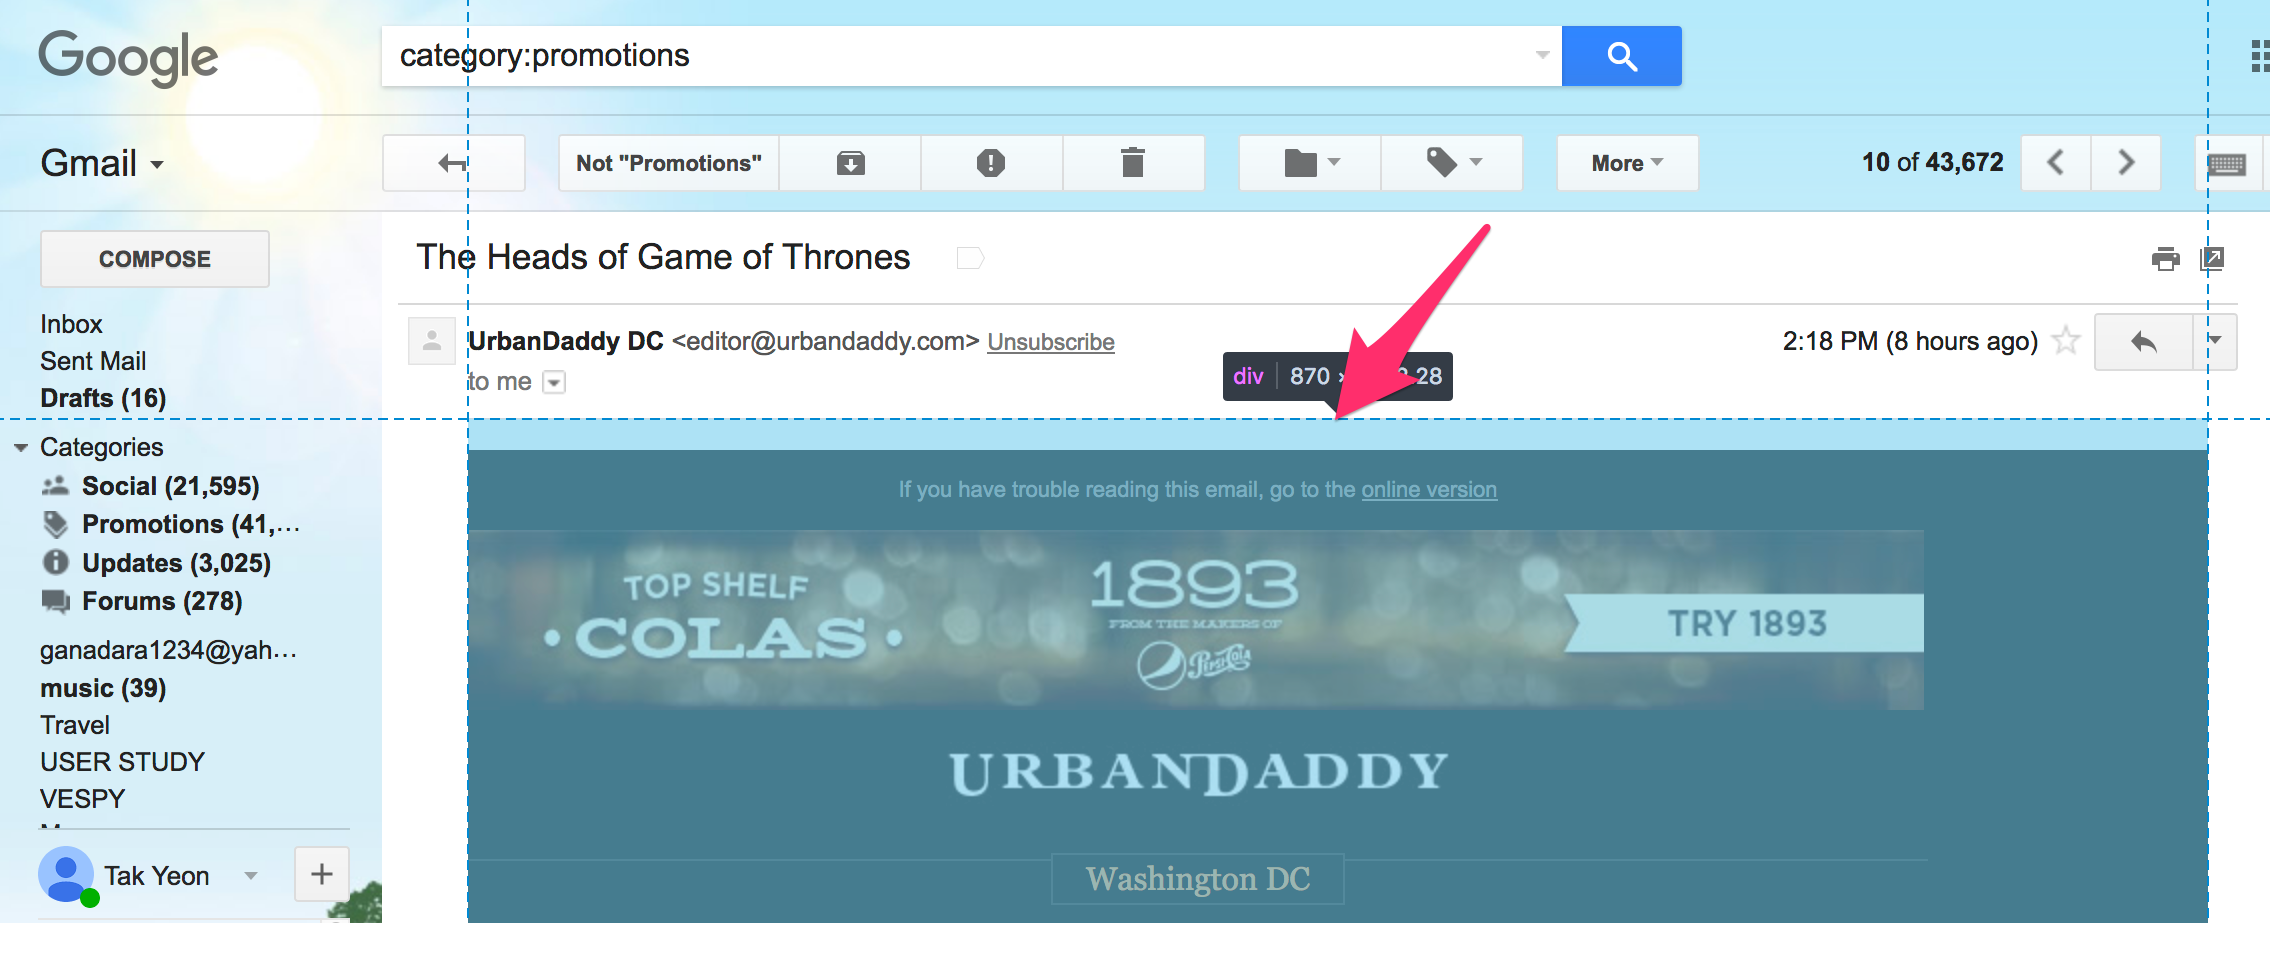 Google
category:promotions
Gmail
Not "Promotions"
More
10 of 43,672
COMPOSE
The Heads of Game of Thrones
Inbox
Sent Mail
Drafts (16)
UrbanDaddy DC <editor@urbandaddy.com> Unsubscribe
2:18 PM (8 hours ago)
to me
div 870 28
Categories
Social (21,595)
Promotions (41,...
Updates (3,025)
Forums (278)
ganadara1234@yah...
music (39)
Travel
USER STUDY
VESPY
Tak Yeon
If you have trouble reading this email, go to the online version
TOP SHELF
• COLAS •
1893
FROM THE MAKERS OF
PEPSI-COLA
TRY 1893
URBANDADDY
Washington DC